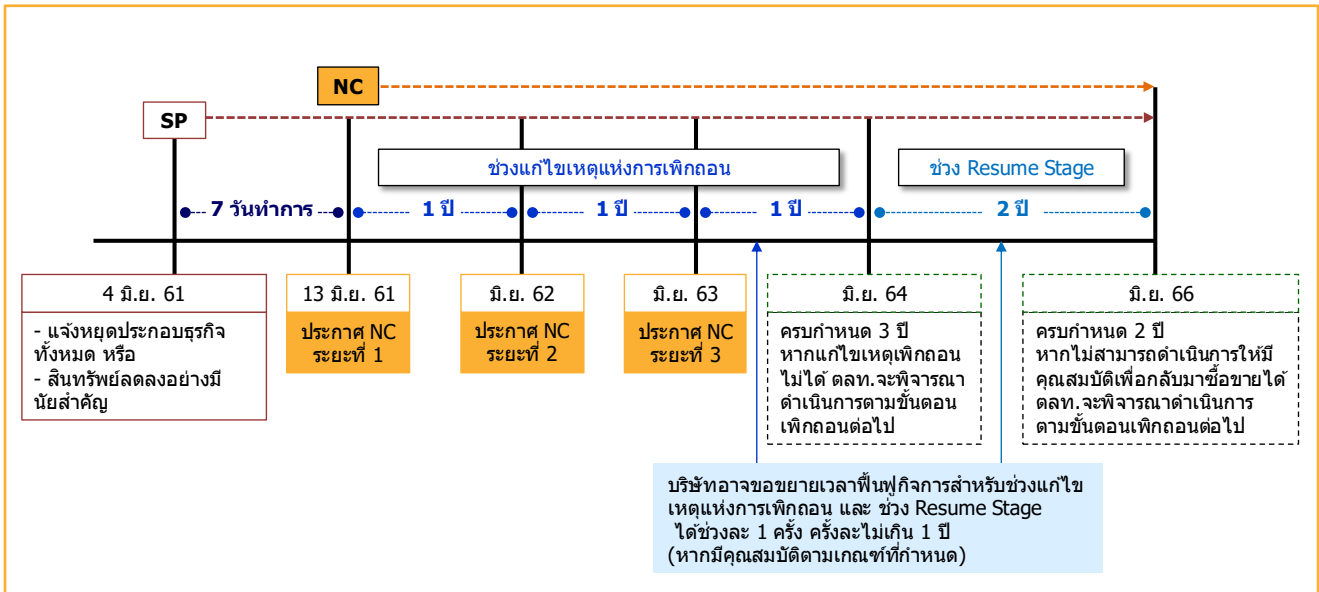 NC
SP
ช่วงแก้ไขเหตุแห่งการเพิกถอน
ช่วง Resume Stage
7 วันทำการ
1 ปี
1 ปี
1 ปี
2 ปี
4 มิ.ย. 61
- แจ้งหยุดประกอบธุรกิจ
ทั้งหมด หรือ
- สินทรัพย์ลดลงอย่างมี
นัยสำคัญ
13 มิ.ย. 61
ประกาศ NC
ระยะที่ 1
มิ.ย. 62
ประกาศ NC
ระยะที่ 2
มิ.ย. 63
ประกาศ NC
ระยะที่ 3
มิ.ย. 64
ครบกำหนด 3 ปี
หากแก้ไขเหตุเพิกถอน
ไม่ได้ ตลท.จะพิจารณา
ดำเนินการตามขั้นตอน
เพิกถอนต่อไป
มิ.ย. 66
ครบกำหนด 2 ปี
หากไม่สามารถดำเนินการให้มี
คุณสมบัติเพื่อกลับมาซื้อขายได้
ตลท.จะพิจารณาดำเนินการ
ตามขั้นตอนเพิกถอนต่อไป
บริษัทอาจขอขยายเวลาฟื้นฟูกิจการสำหรับช่วงแก้ไข
เหตุแห่งการเพิกถอน และ ช่วง Resume Stage
ได้ช่วงละ 1 ครั้ง ครั้งละไม่เกิน 1 ปี
(หากมีคุณสมบัติตามเกณฑ์ที่กำหนด)